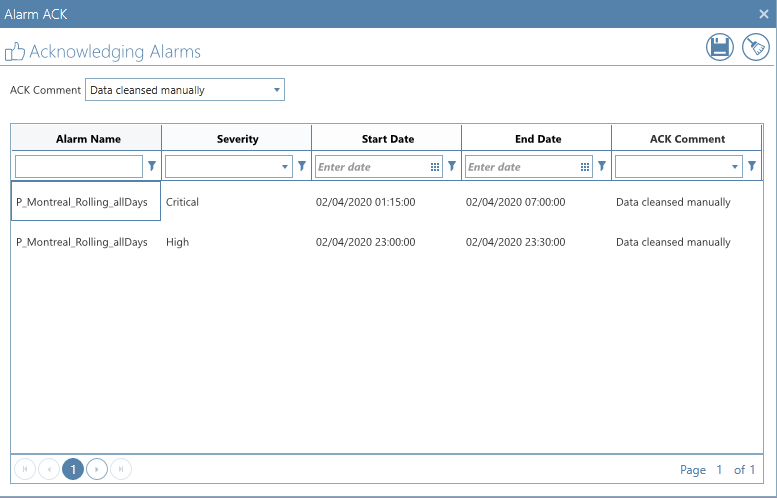 Alarm ACK
Acknowledging Alarms
ACK Comment Data cleansed manually
Alarm Name Severity Start Date End Date ACK Comment
Enter date Enter date
P_Montreal_Rolling_allDays Critical 02/04/2020 01:15:00 02/04/2020 07:00:00 Data cleansed manually
P_Montreal_Rolling_allDays High 02/04/2020 23:00:00 02/04/2020 23:30:00 Data cleansed manually
1 Page 1 of 1